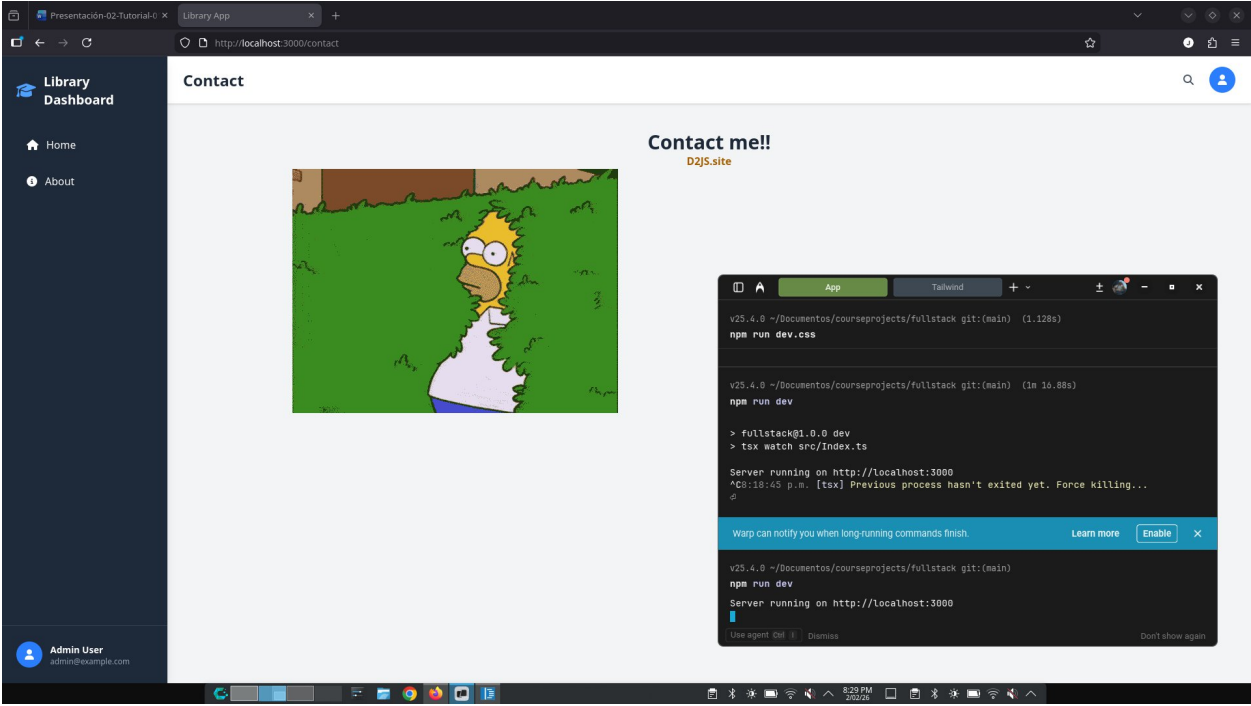 Presentación-02-Tutorial-0
Library App
http://localhost:3000/contact
Library
Dashboard
Home
About
Admin User
admin@example.com
Contact
Contact me!!
D2JS.site
App
Tailwind
v25.4.0 ~/Documentos/courseprojects/fullstack git:(main) (1.128s)
npm run dev.css
v25.4.0 ~/Documentos/courseprojects/fullstack git:(main) (1m 16.88s)
npm run dev
> fullstack@1.0.0 dev
> tsx watch src/Index.ts
Server running on http://localhost:3000
^C8:18:45 p.m. [tsx] Previous process hasn't exited yet. Force killing...
Warp can notify you when long-running commands finish.
Learn more
Enable
v25.4.0 ~/Documentos/courseprojects/fullstack git:(main)
npm run dev
Server running on http://localhost:3000
Use agent Ctrl I Dismiss
Don't show again
8:29 PM
2/02/26